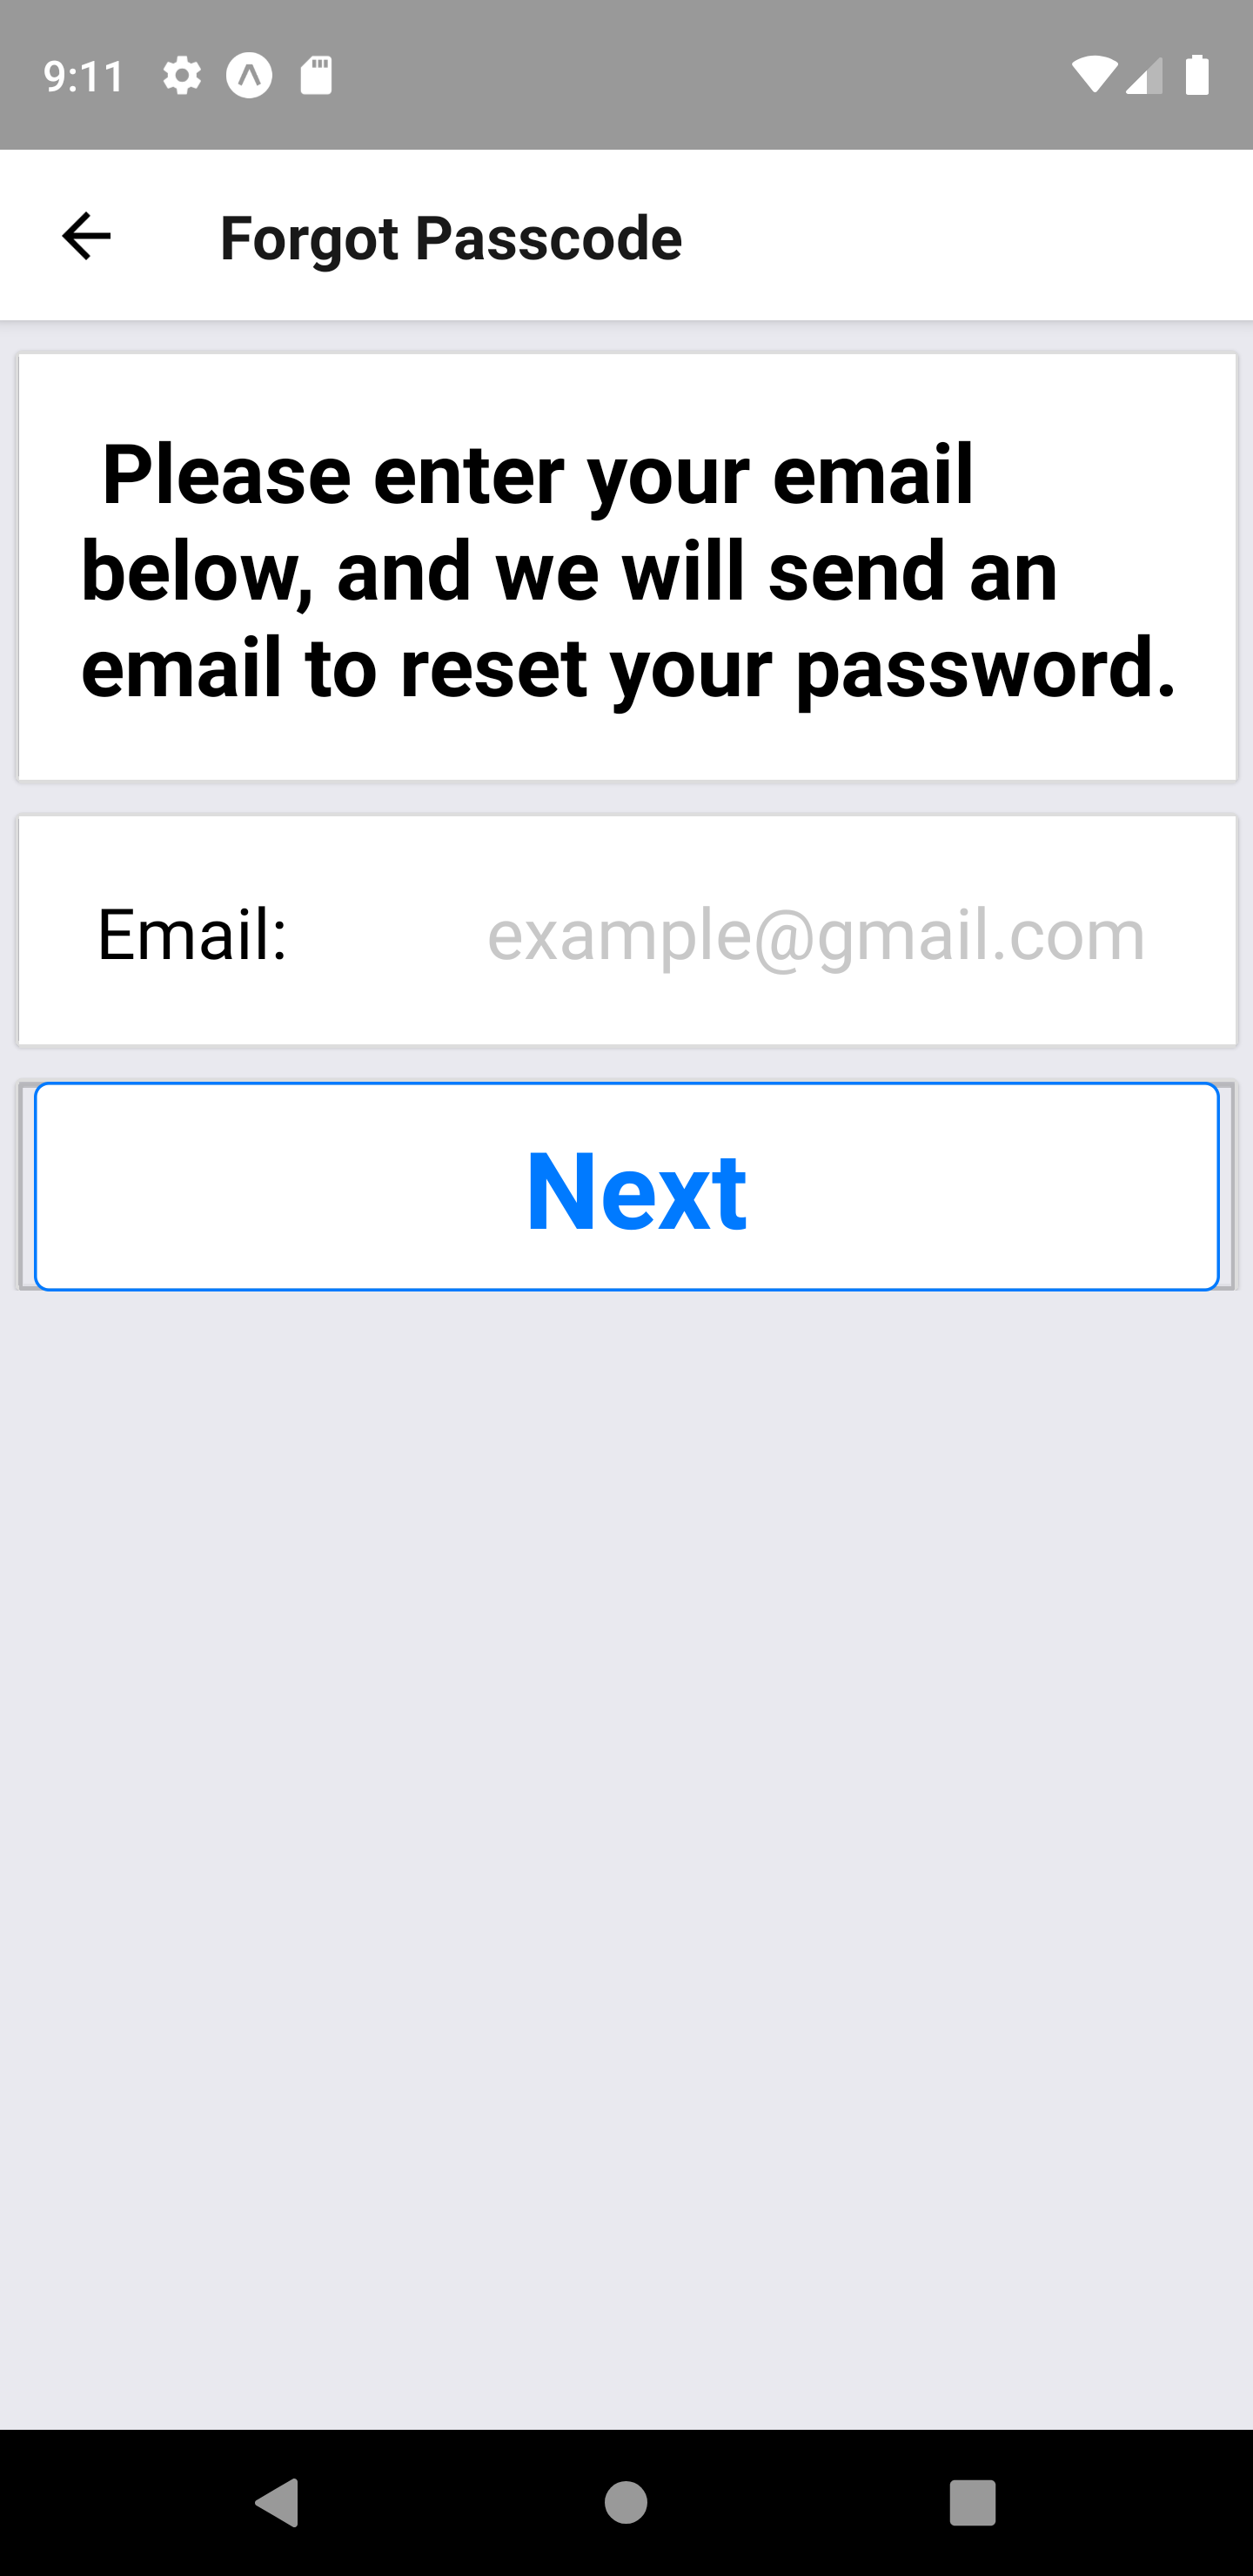 9:11
Forgot Passcode
Please enter your email
below, and we will send an
email to reset your password.
Email: example@gmail.com
Next